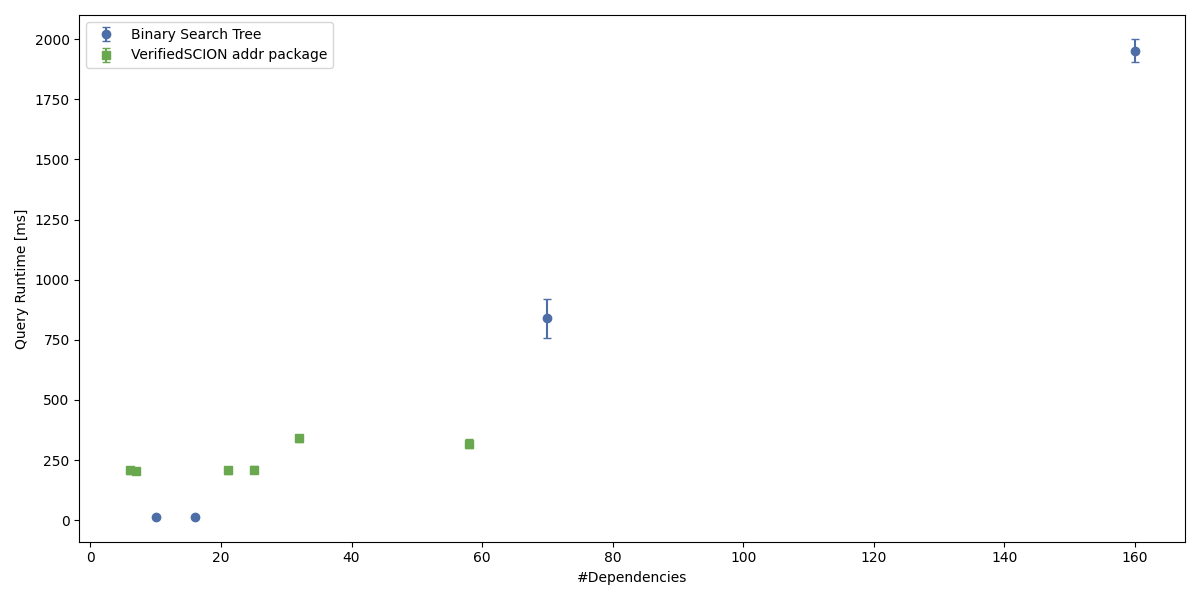 Binary Search Tree
VerifiedSCION addr package
2000
1750
1500
1250
1000
750
500
250
0
Query Runtime [ms]
0 20 40 60 80 100 120 140 160
#Dependencies